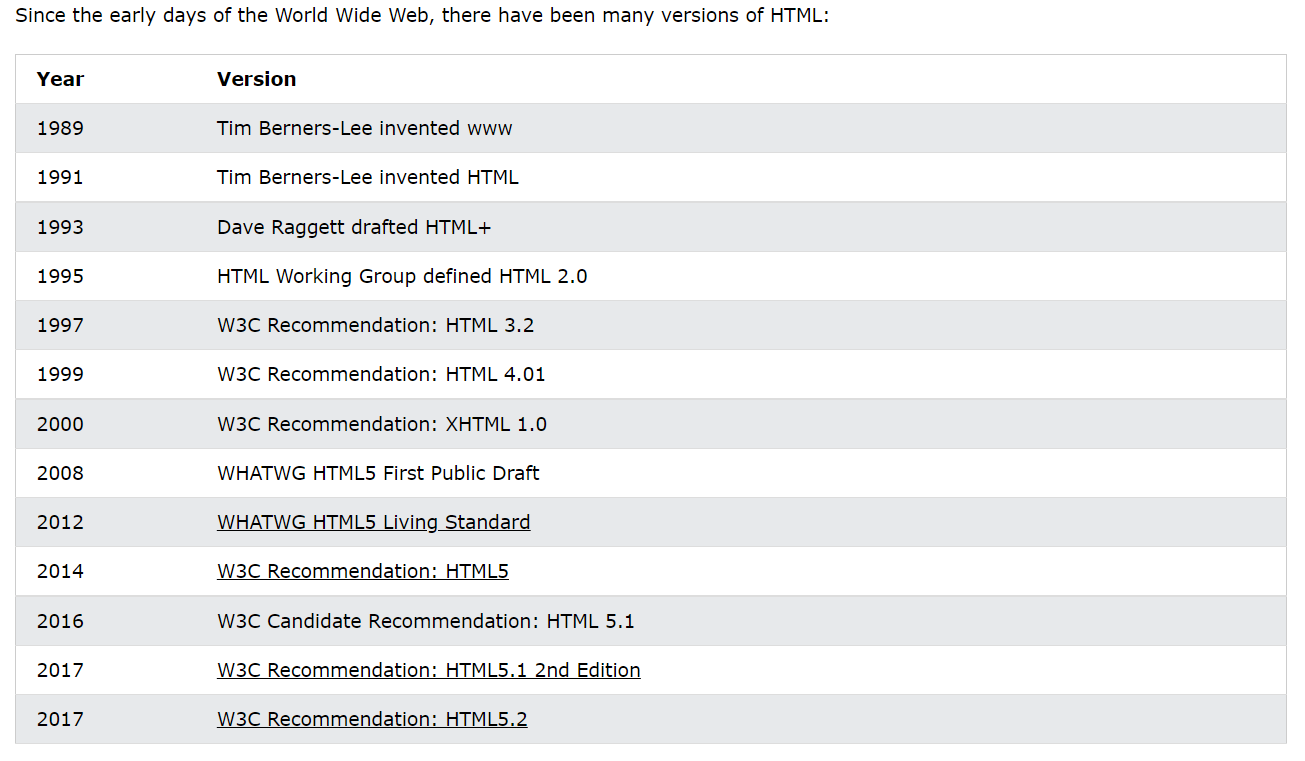 Since the early days of the World Wide Web, there have been many versions of HTML:
Year Version
1989 Tim Berners-Lee invented www
1991 Tim Berners-Lee invented HTML
1993 Dave Raggett drafted HTML+
1995 HTML Working Group defined HTML 2.0
1997 W3C Recommendation: HTML 3.2
1999 W3C Recommendation: HTML 4.01
2000 W3C Recommendation: XHTML 1.0
2008 WHATWG HTML5 First Public Draft
2012 WHATWG HTML5 Living Standard
2014 W3C Recommendation: HTML5
2016 W3C Candidate Recommendation: HTML 5.1
2017 W3C Recommendation: HTML5.1 2nd Edition
2017 W3C Recommendation: HTML5.2